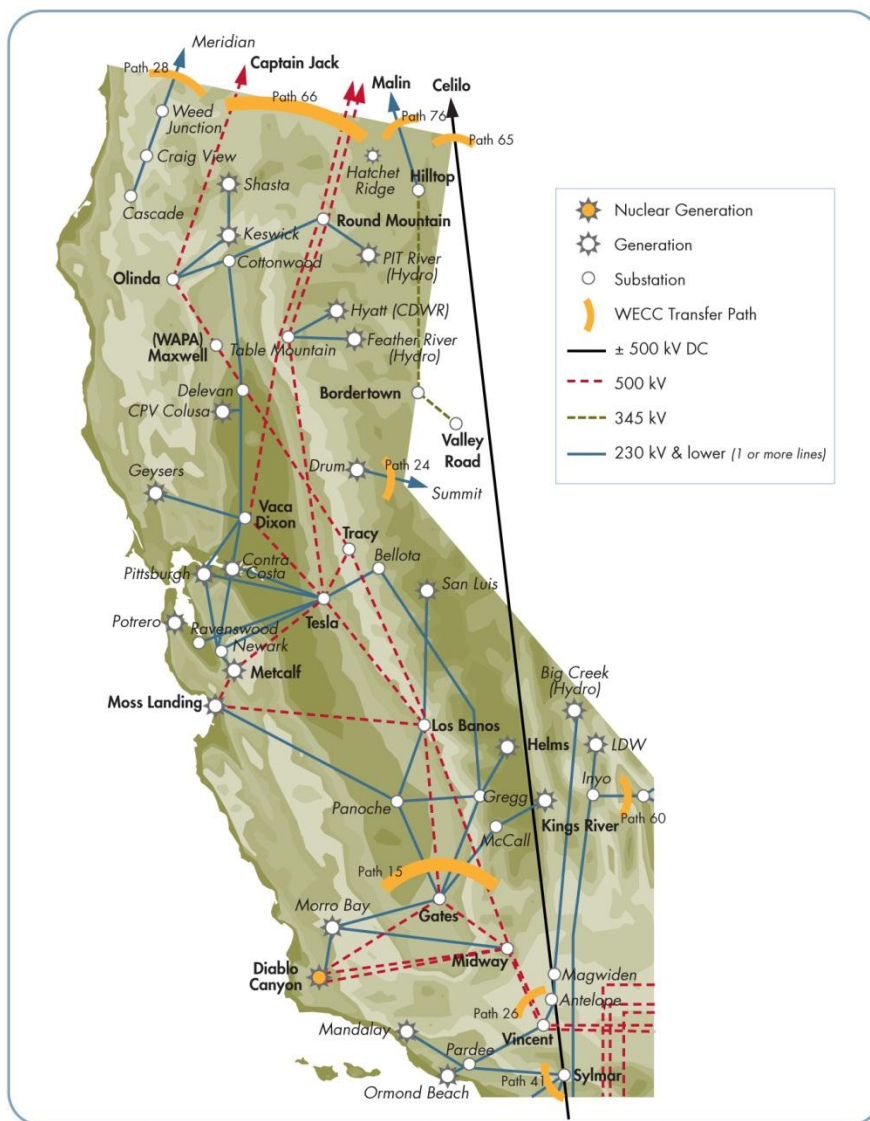 Meridian
Path 28
Captain Jack
Path 66
Malin
Celilo
Path 76
Path 65
Weed
Junction
Craig View
Cascade
Shasta
Hatchet
Ridge
Hilltop
Keswick
Round Mountain
Cottonwood
PIT River
(Hydro)
Olinda
Hyatt (CDWR)
(WAPA)
Maxwell
Table Mountain
Feather River
(Hydro)
Delevan
CPV Colusa
Bordertown
Valley
Road
Geysers
Drum
Path 24
Summit
Vaca
Dixon
Tracy
Bellota
Pittsburgh
Contra
Costa
San Luis
Potrero
Ravenswood
Newark
Tesla
Metcalf
Moss Landing
Los Banos
Big Creek
(Hydro)
Helms
LDW
Panoche
Gregg
Inyo
Kings River
Path 60
McCall
Path 15
Gates
Morro Bay
Midway
Diablo
Canyon
Magwiden
Antelope
Path 26
Vincent
Mandalay
Pardee
Path 41
Sylmar
Ormond Beach
Nuclear Generation
Generation
Substation
WECC Transfer Path
± 500 kV DC
500 kV
345 kV
230 kV & lower (1 or more lines)